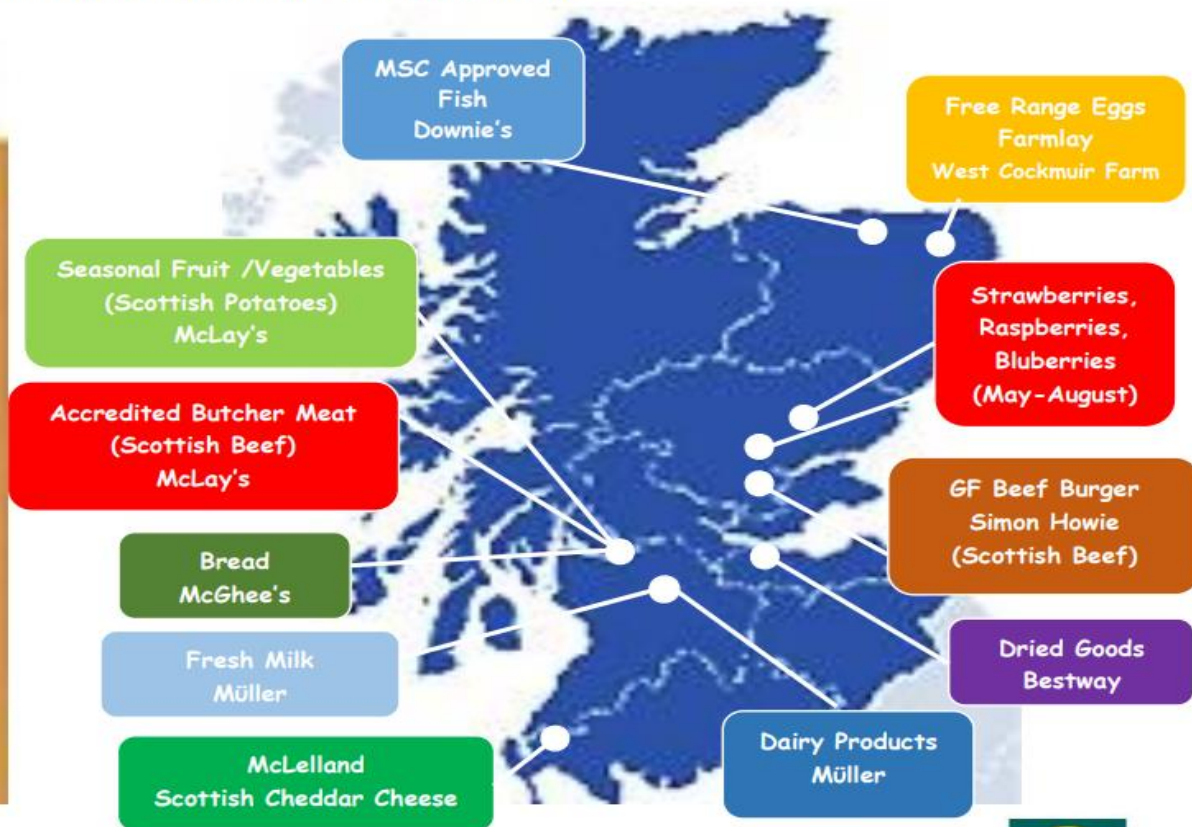 MSC Approved
Fish
Downie's
Free Range Eggs
Farmlay
West Cockmuir Farm
Seasonal Fruit /Vegetables
(Scottish Potatoes)
McLay's
Strawberries,
Raspberries,
Bluberries
(May-August)
Accredited Butcher Meat
(Scottish Beef)
McLay's
GF Beef Burger
Simon Howie
(Scottish Beef)
Bread
McGhee's
Fresh Milk
Müller
Dried Goods
Bestway
Dairy Products
Müller
McLelland
Scottish Cheddar Cheese